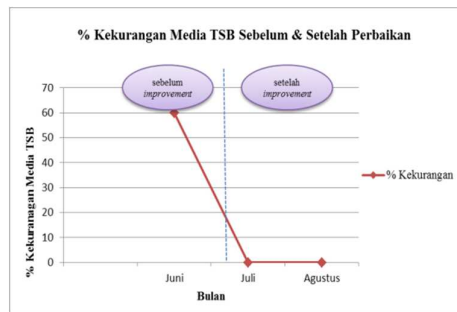 % Kekurangan Media TSB Sebelum & Setelah Perbaikan
sebelum
improvement
setelah
improvement
70
60
50
40
30
20
10
0
% Kekuranagan Media TSB
% Kekurangan
Juni
Juli
Agustus
Bulan